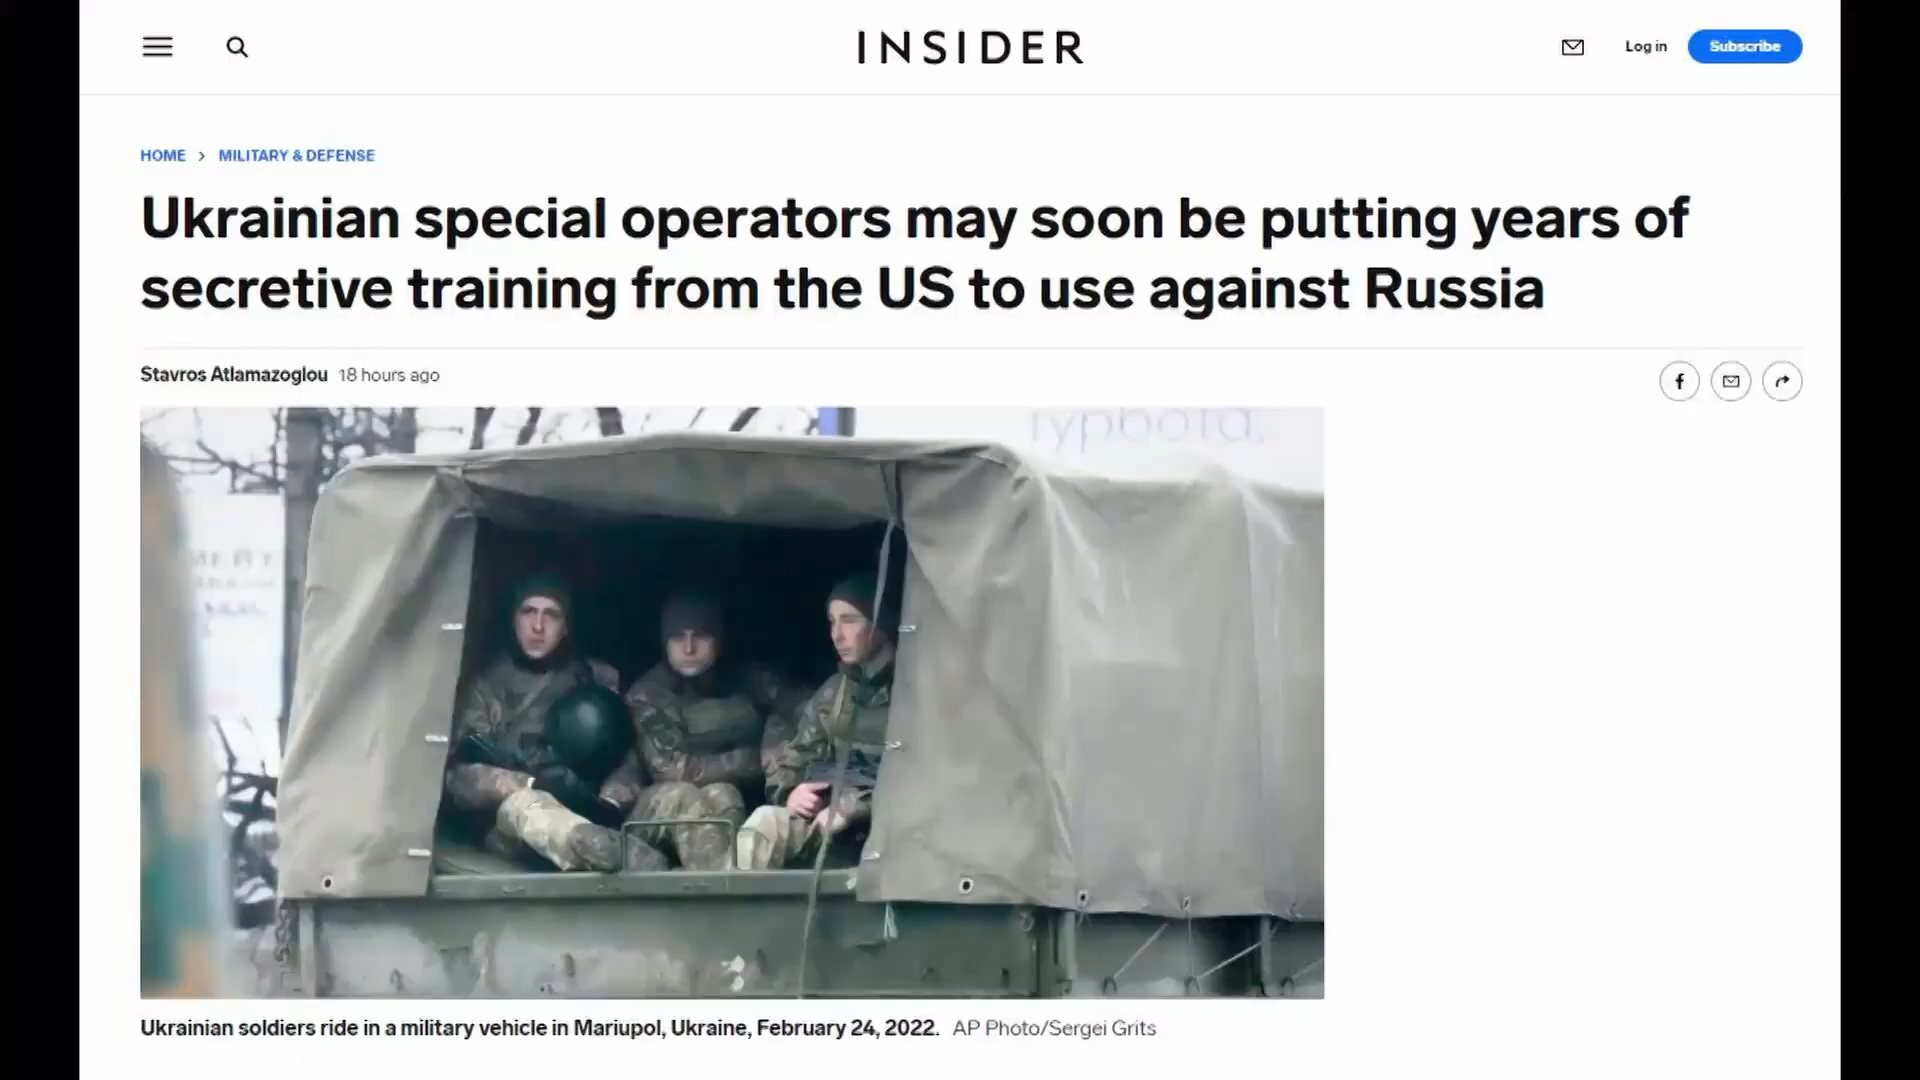 INSIDER
Log in
Subscribe
HOME > MILITARY & DEFENSE
Ukrainian special operators may soon be putting years of
secretive training from the US to use against Russia
Stavros Atlamazoglou 18 hours ago
Ukrainian soldiers ride in a military vehicle in Mariupol, Ukraine, February 24, 2022. AP Photo/Sergei Grits